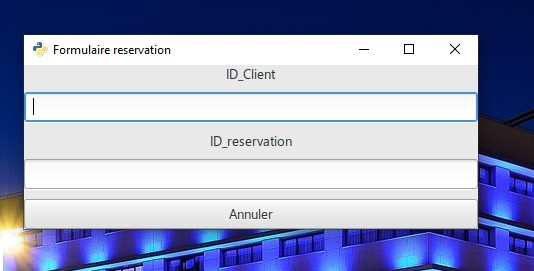 Formulaire reservation
ID_Client
ID_reservation
Annuler